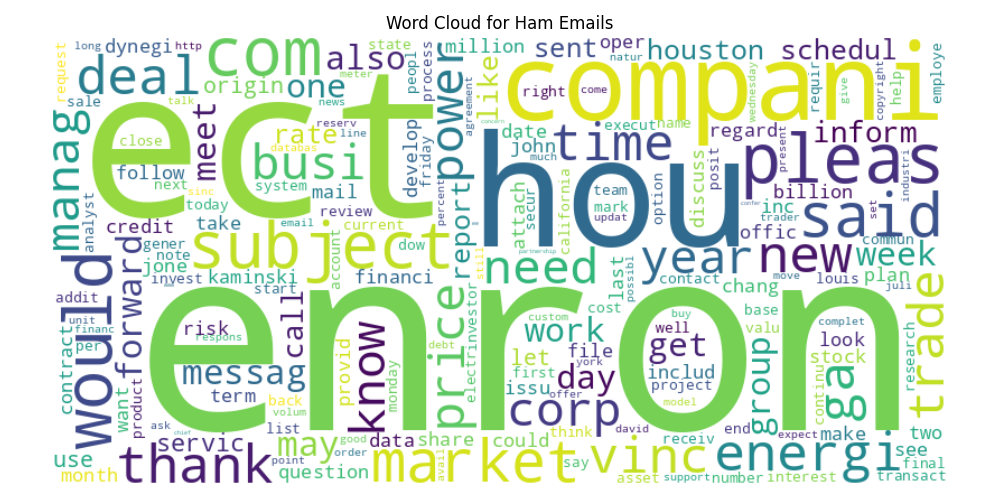 Word Cloud for Ham Emails
long dynegi http com also state peopl process million sent oper houston schedul employe
request deal origin one power like natur right come requir give copyright help
sale talk meter news agreement wednesday
ect compani
close meet rate reserv line develop friday date execut name regard present inform
manag busi databas percent john time discuss posit pleas industri
follow system mail report attach secur california team mark updat option billion
analyst next sinc today take email review current hou confer trader inc set said
credit subject account dow price still partnership offic commun
would forward gener note jone kaminski financi need last possibl year new week
addit invest start investor contact chang move louis plan juli
unit enron cost base valu complet trade
financ risk respons call know debt custom work buy well look
contract per messag provid electr let file york get includ group stock research
want product term back monday first issu offer day project model ga continu
volum corp david
ask list chief good data share could think receiv end expect make two
use servic may order point avail market say vinc energi see final
month thank question asset support number interest transact